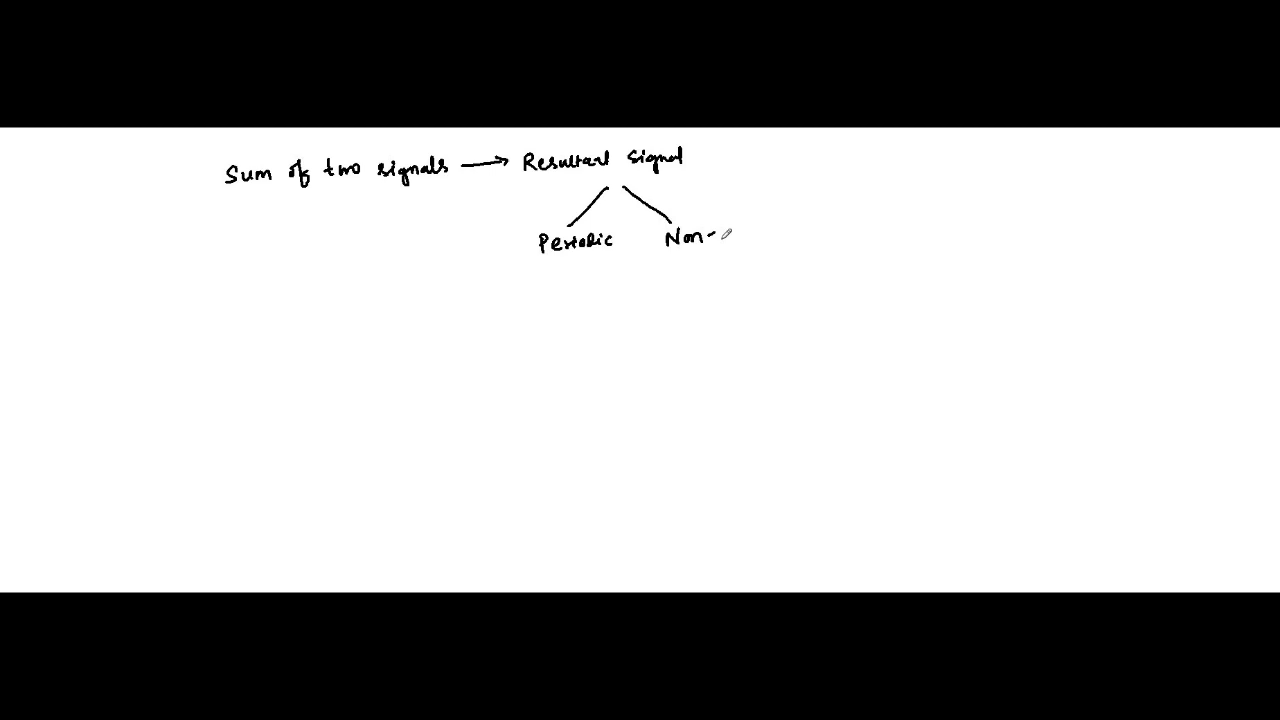 Sum of two signals → Resultant signal
Periodic Non-